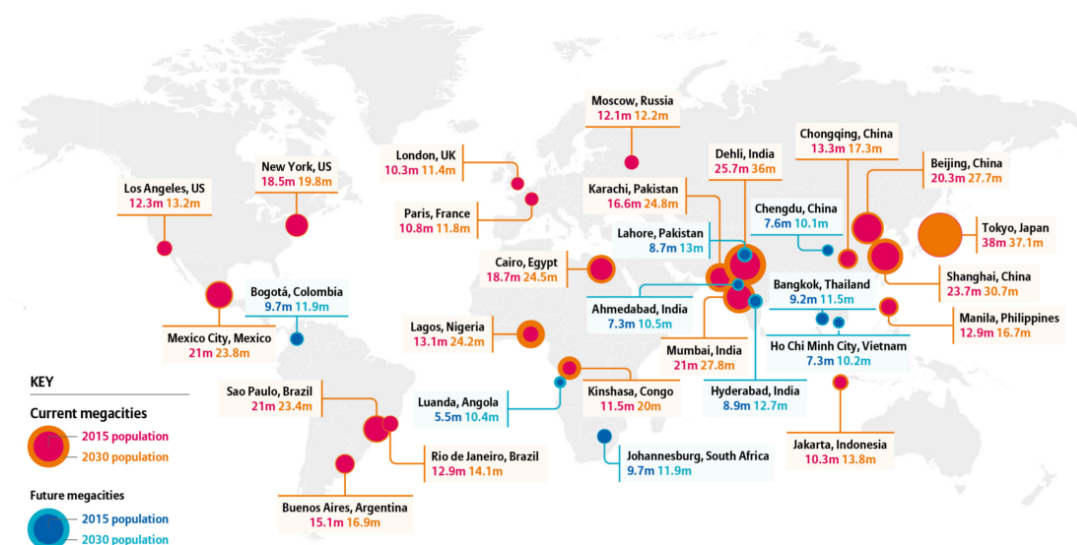 Moscow, Russia
12.1m 12.2m
Chongqing, China
13.3m 17.3m
London, UK
10.3m 11.4m
Dehli, India
25.7m 36m
New York, US
18.5m 19.8m
Beijing, China
20.3m 27.7m
Los Angeles, US
12.3m 13.2m
Karachi, Pakistan
16.6m 24.8m
Chengdu, China
7.6m 10.1m
Paris, France
10.8m 11.8m
Lahore, Pakistan
8.7m 13m
Tokyo, Japan
38m 37.1m
Cairo, Egypt
18.7m 24.5m
Shanghai, China
23.7m 30.7m
Bogotá, Colombia
9.7m 11.9m
Bangkok, Thailand
9.2m 11.5m
Ahmedabad, India
7.3m 10.5m
Manila, Philippines
12.9m 16.7m
Lagos, Nigeria
13.1m 24.2m
Mexico City, Mexico
21m 23.8m
Mumbai, India
21m 27.8m
Ho Chi Minh City, Vietnam
7.3m 10.2m
KEY
Current megacities
2015 population
2030 population
Future megacities
2015 population
2030 population
Sao Paulo, Brazil
21m 23.4m
Luanda, Angola
5.5m 10.4m
Kinshasa, Congo
11.5m 20m
Hyderabad, India
8.9m 12.7m
Jakarta, Indonesia
10.3m 13.8m
Rio de Janeiro, Brazil
12.9m 14.1m
Johannesburg, South Africa
9.7m 11.9m
Buenos Aires, Argentina
15.1m 16.9m